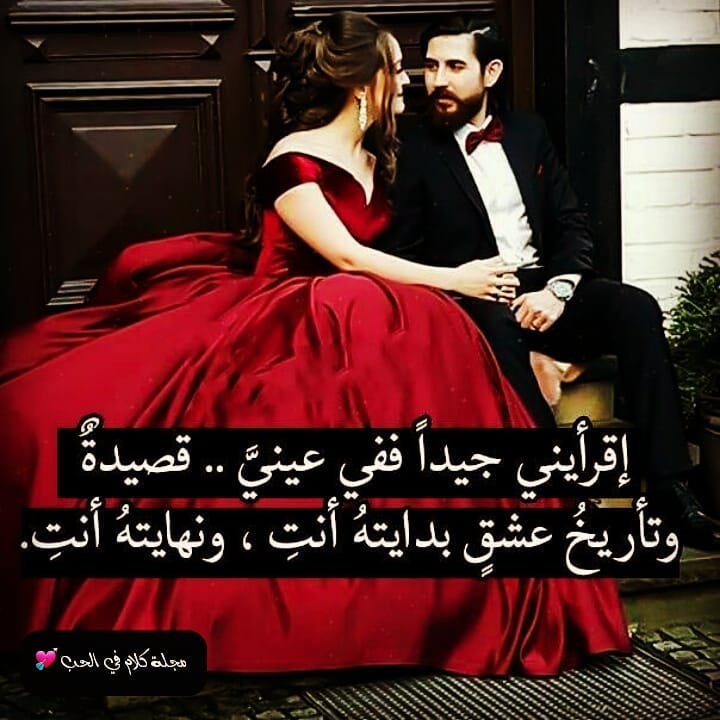 إقرأيني جيداً ففي عينيَّ .. قصيدةٌ
وتأريخُ عشقٍ بدايتهُ أنتِ ، ونهايتهُ أنتِ.
مجلة كلام في الحب 💘